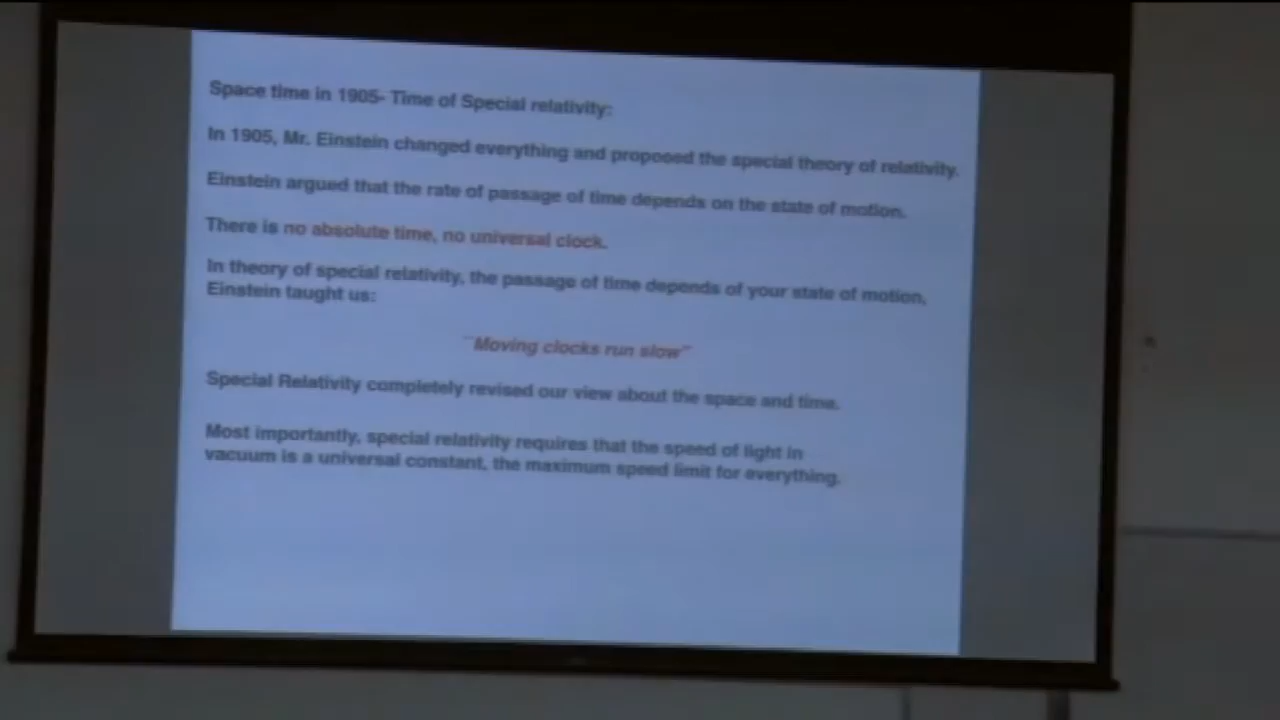 Space time in 1905- Time of Special relativity:
In 1905, Mr. Einstein changed everything and proposed the special theory of relativity.
Einstein argued that the rate of passage of time depends on the state of motion.
There is no absolute time, no universal clock.
In theory of special relativity, the passage of time depends of your state of motion,
Einstein taught us:
``Moving clocks run slow"
Special Relativity completely revised our view about the space and time.
Most importantly, special relativity requires that the speed of light in
vacuum is a universal constant, the maximum speed limit for everything.